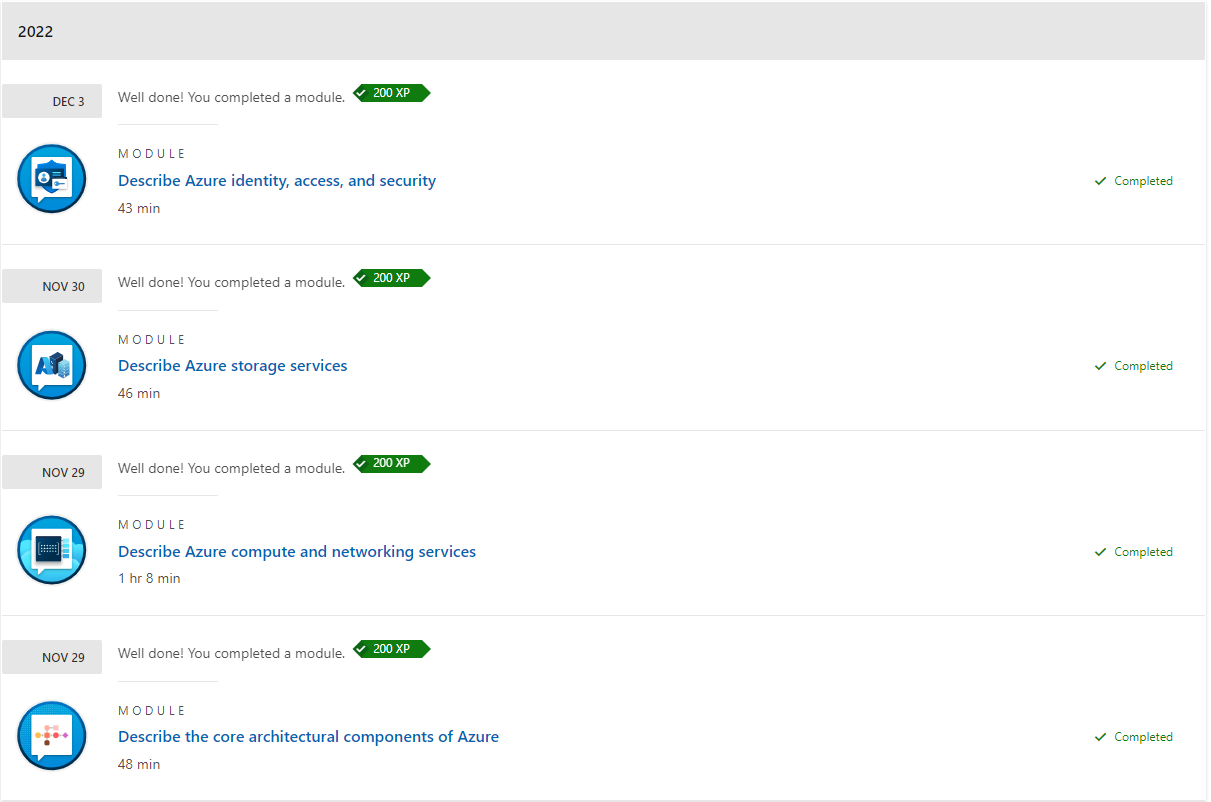 2022
DEC 3
Well done! You completed a module. 200 XP
MODULE
Describe Azure identity, access, and security
Completed
43 min
NOV 30
Well done! You completed a module. 200 XP
MODULE
Describe Azure storage services
Completed
46 min
NOV 29
Well done! You completed a module. 200 XP
MODULE
Describe Azure compute and networking services
Completed
1 hr 8 min
NOV 29
Well done! You completed a module. 200 XP
MODULE
Describe the core architectural components of Azure
Completed
48 min